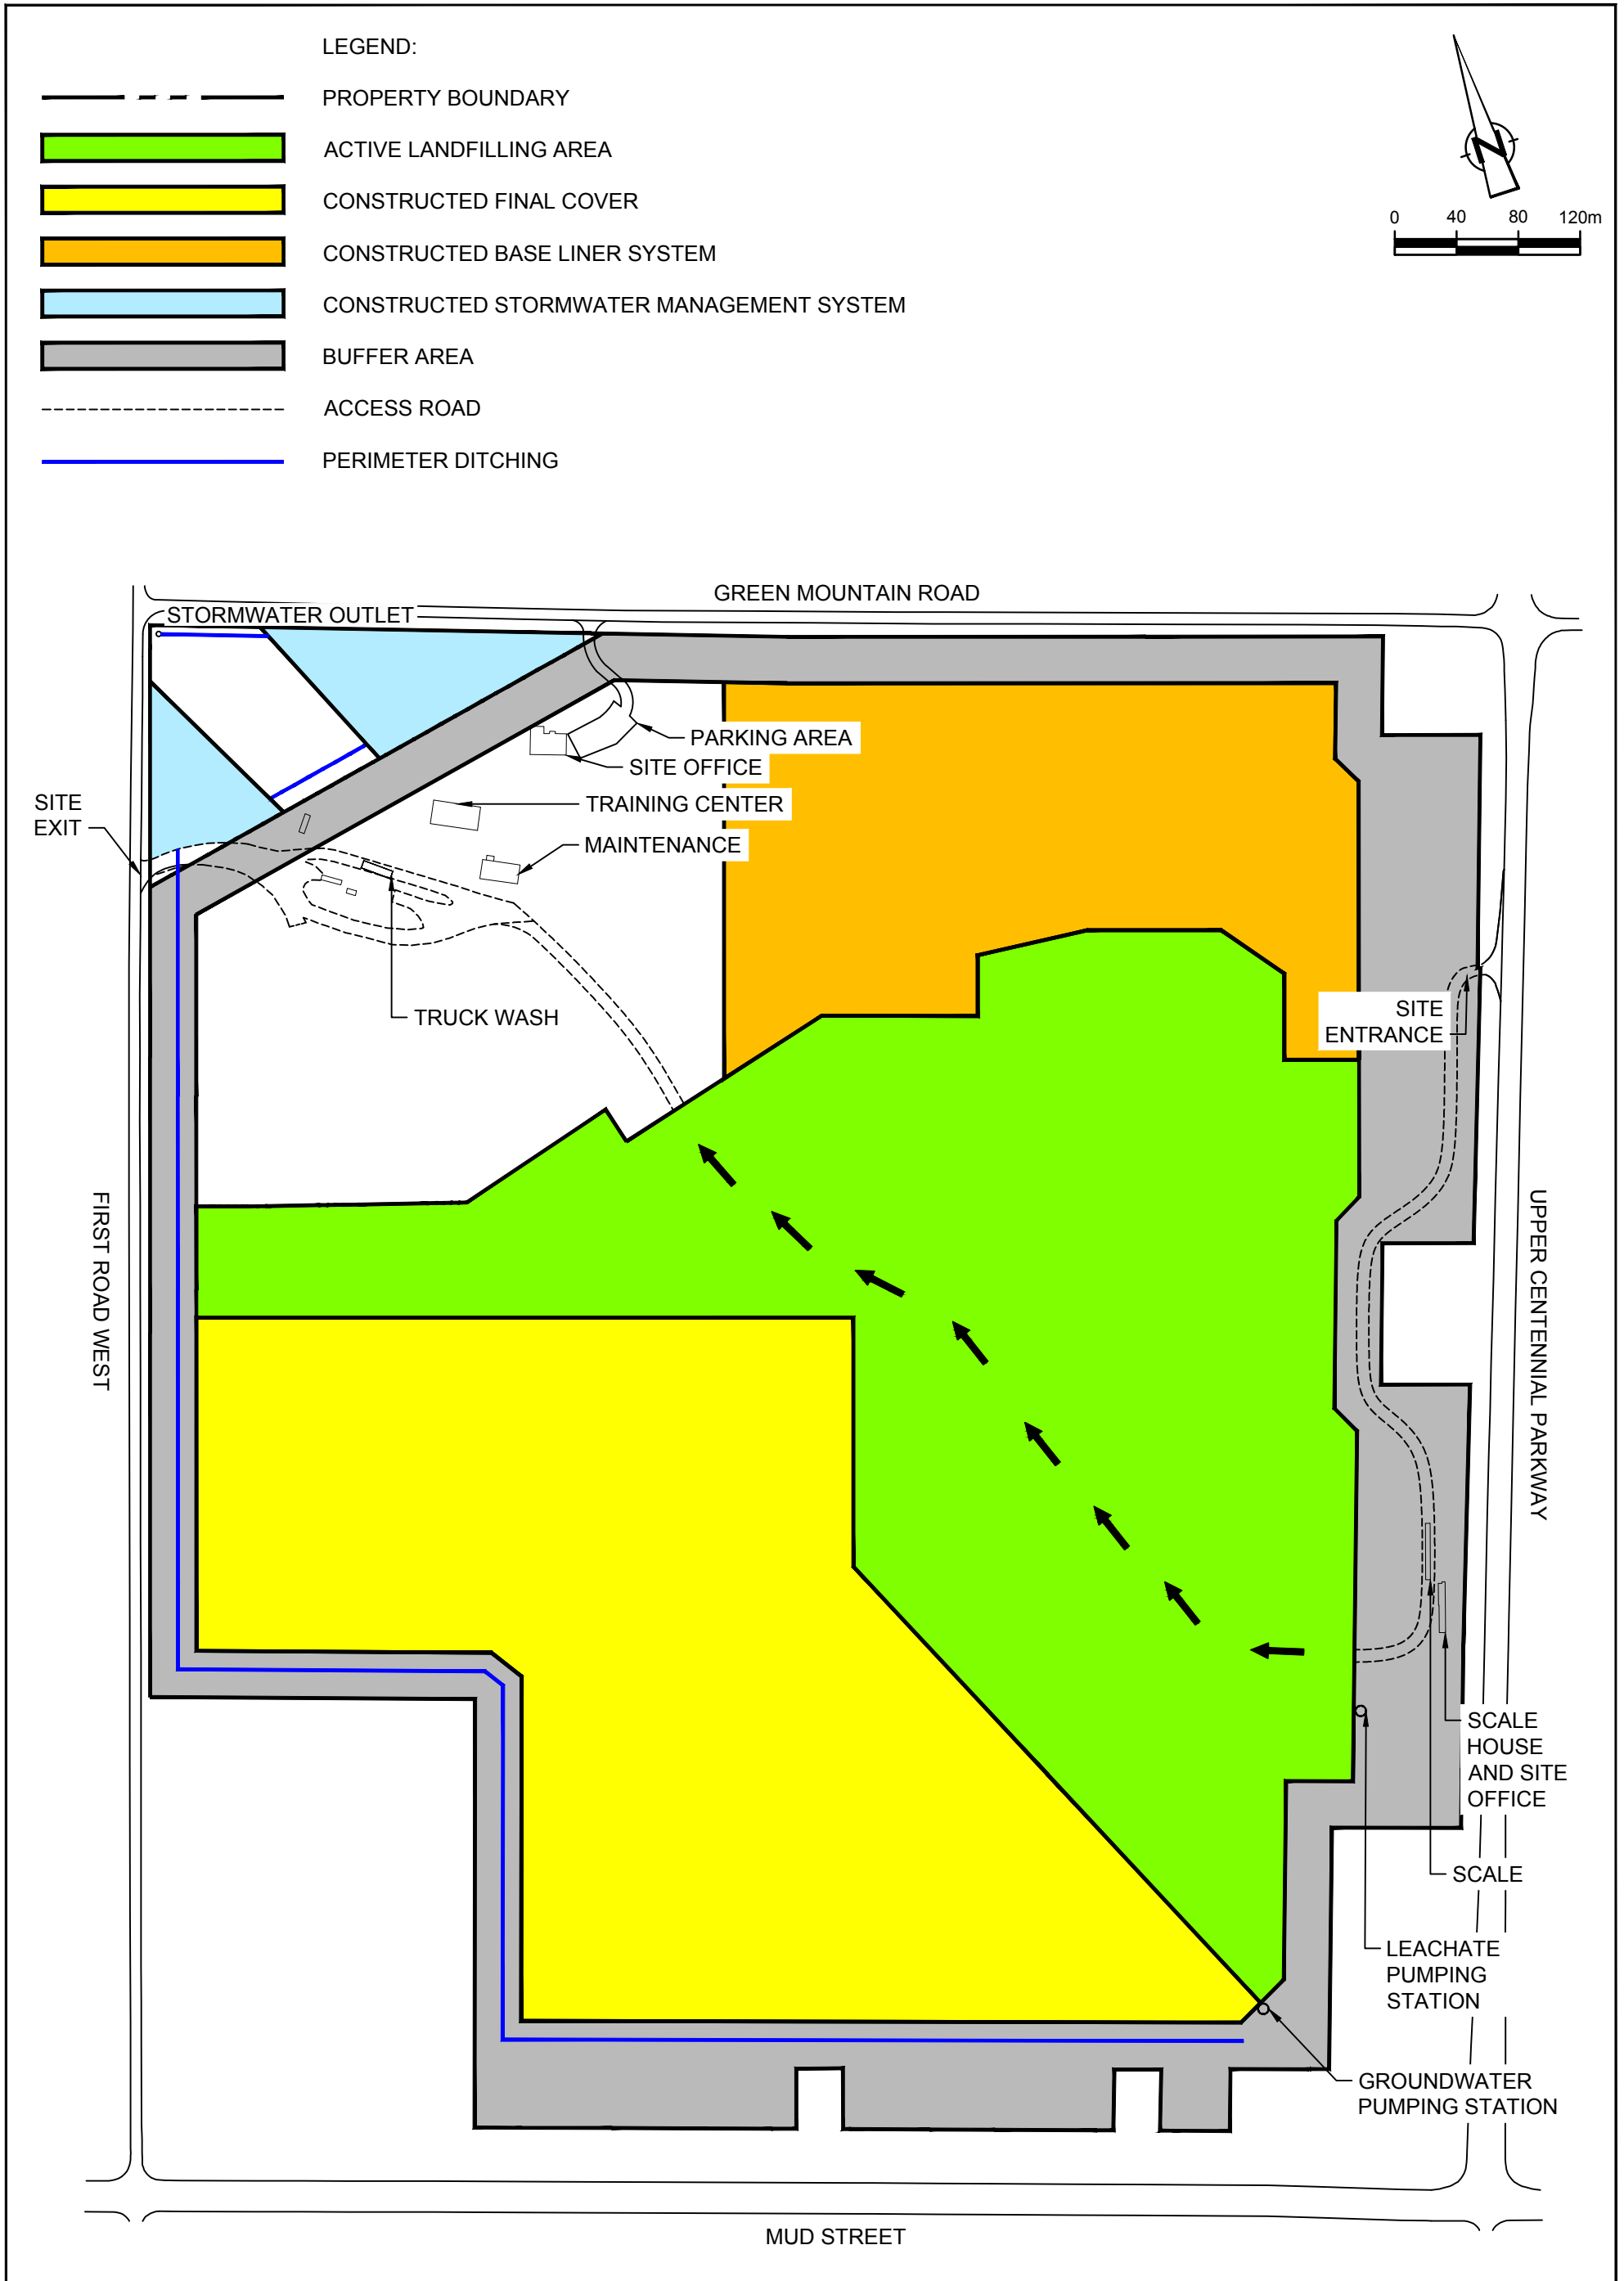 LEGEND:
PROPERTY BOUNDARY
ACTIVE LANDFILLING AREA
CONSTRUCTED FINAL COVER
CONSTRUCTED BASE LINER SYSTEM
CONSTRUCTED STORMWATER MANAGEMENT SYSTEM
BUFFER AREA
ACCESS ROAD
PERIMETER DITCHING
N
0 40 80 120m
GREEN MOUNTAIN ROAD
STORMWATER OUTLET
PARKING AREA
SITE OFFICE
TRAINING CENTER
MAINTENANCE
SITE
EXIT
TRUCK WASH
SITE
ENTRANCE
FIRST ROAD WEST
UPPER CENTENNIAL PARKWAY
SCALE
HOUSE
AND SITE
OFFICE
SCALE
LEACHATE
PUMPING
STATION
GROUNDWATER
PUMPING STATION
MUD STREET